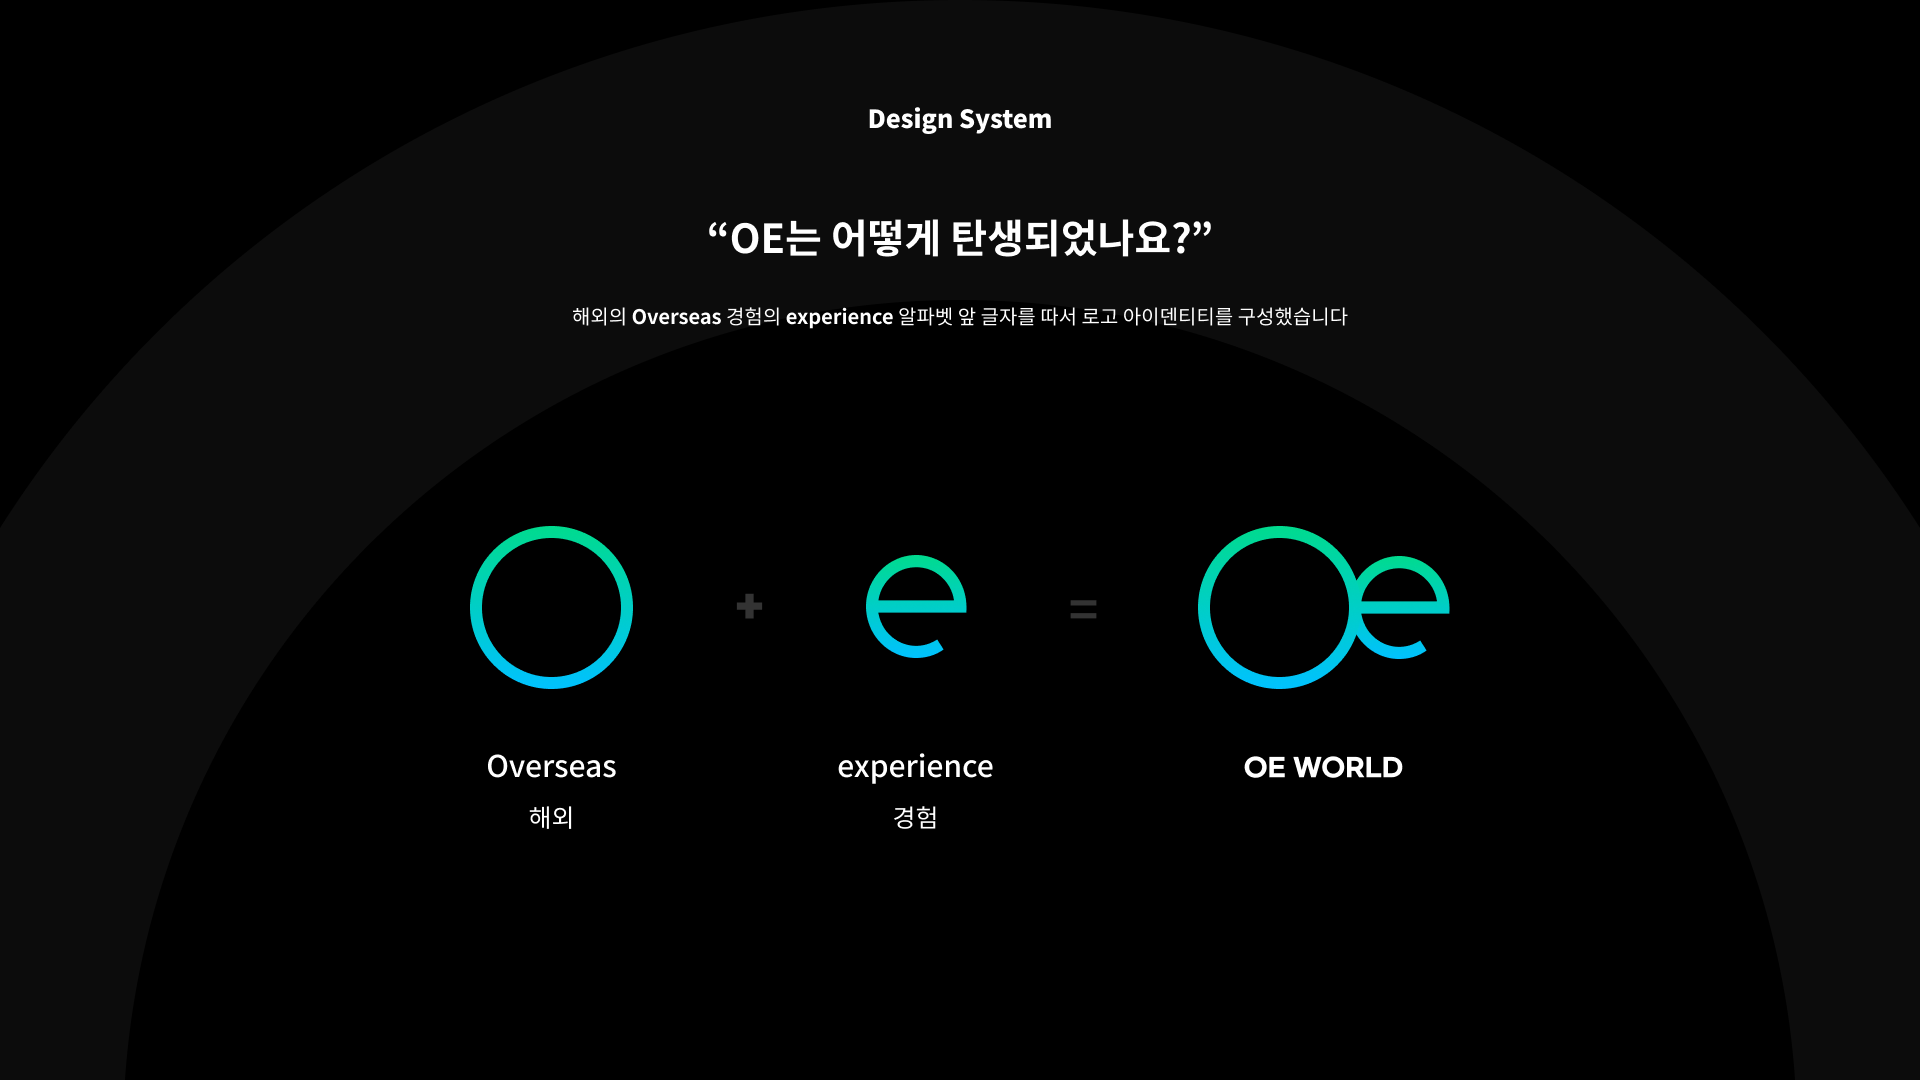 Design System
“OE는 어떻게 탄생되었나요?”
해외의 Overseas 경험의 experience 알파벳 앞 글자를 따서 로고 아이덴티티를 구성했습니다
O + e = Oe
Overseas
해외
experience
경험
OE WORLD